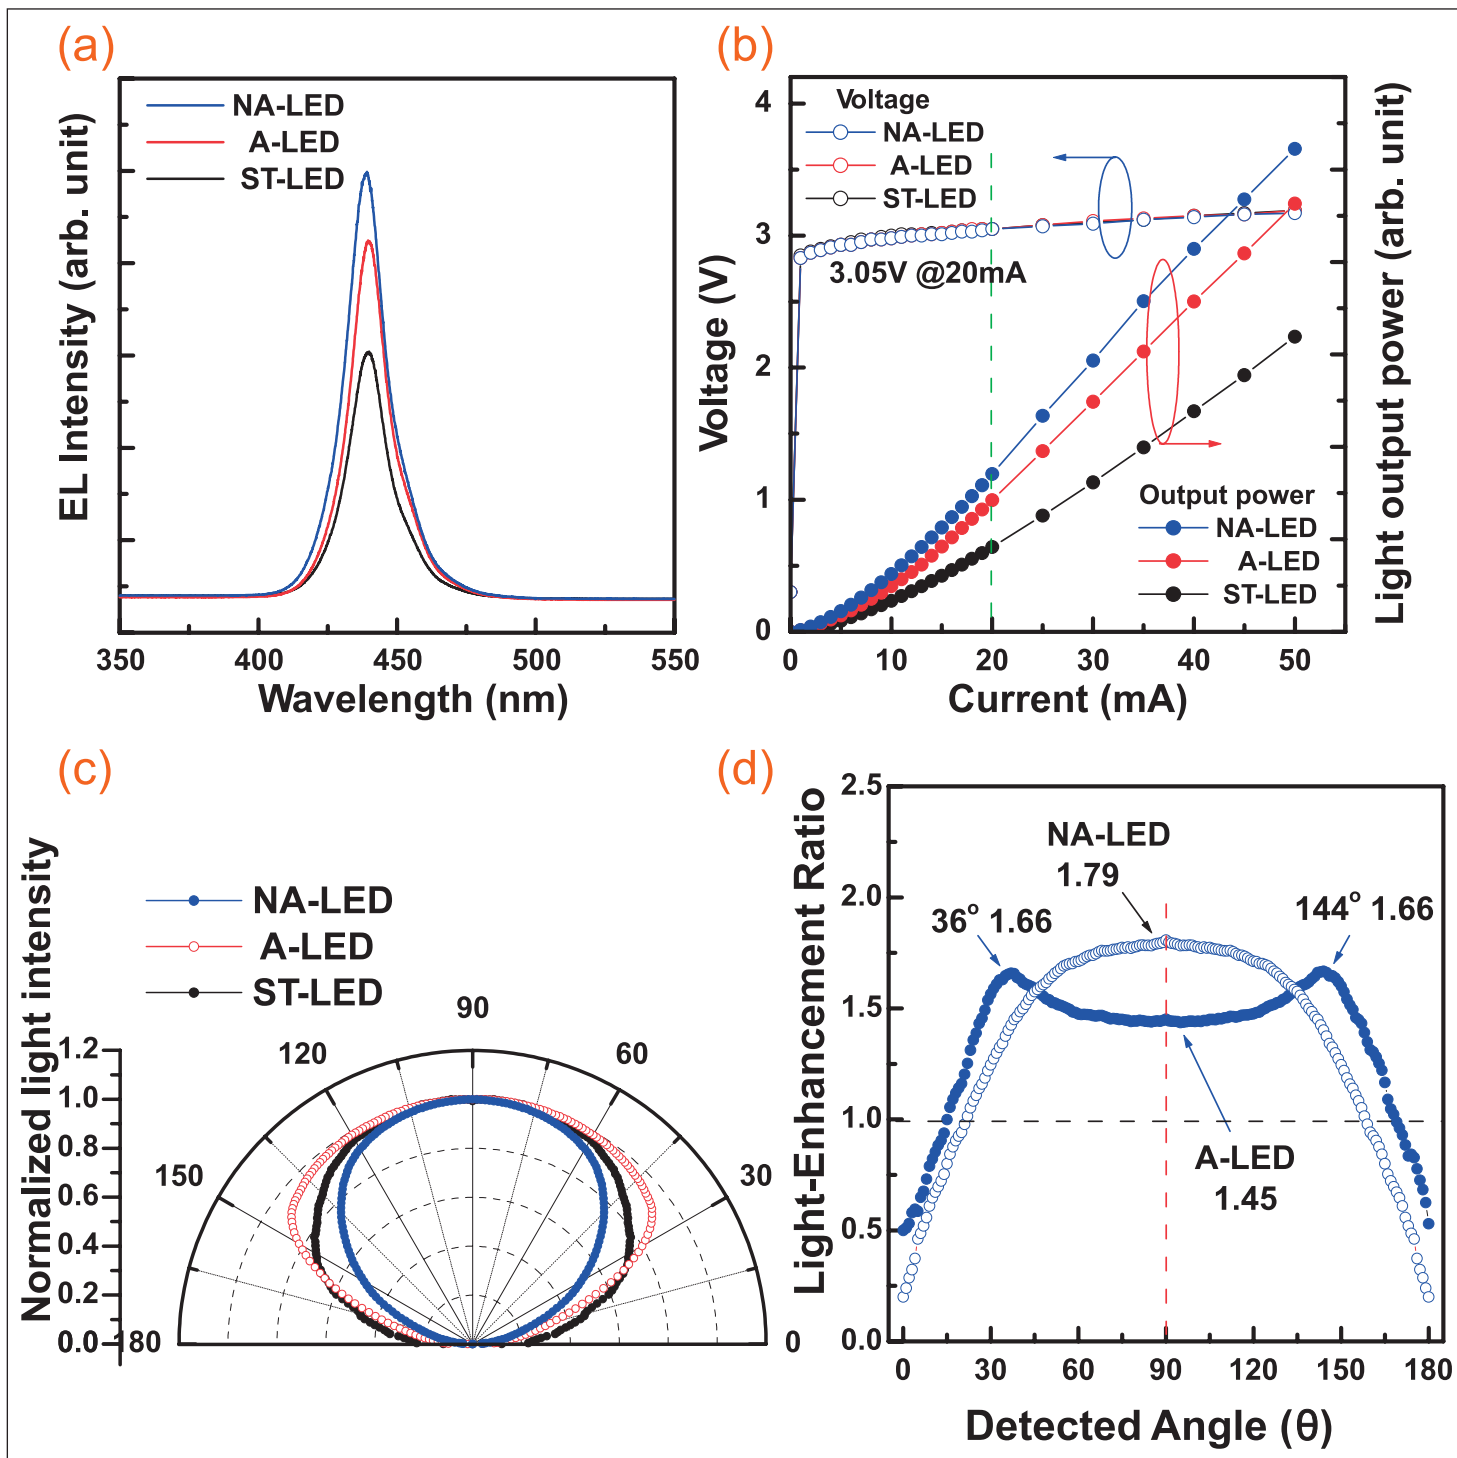 (a)
NA-LED
A-LED
ST-LED
EL Intensity (arb. unit)
350
400
450
500
550
Wavelength (nm)
(b)
Voltage
NA-LED
A-LED
ST-LED
3.05V @20mA
Output power
NA-LED
A-LED
ST-LED
4
3
2
1
0
Voltage (V)
Light output power (arb. unit)
0
10
20
30
40
50
Current (mA)
(c)
NA-LED
A-LED
ST-LED
Normalized light intensity
1.2
1.0
0.8
0.6
0.4
0.2
0.0
180
150
120
90
60
30
0
(d)
NA-LED
1.79
36° 1.66
144° 1.66
A-LED
1.45
Light-Enhancement Ratio
2.5
2.0
1.5
1.0
0.5
0.0
0
30
60
90
120
150
180
Detected Angle (θ)